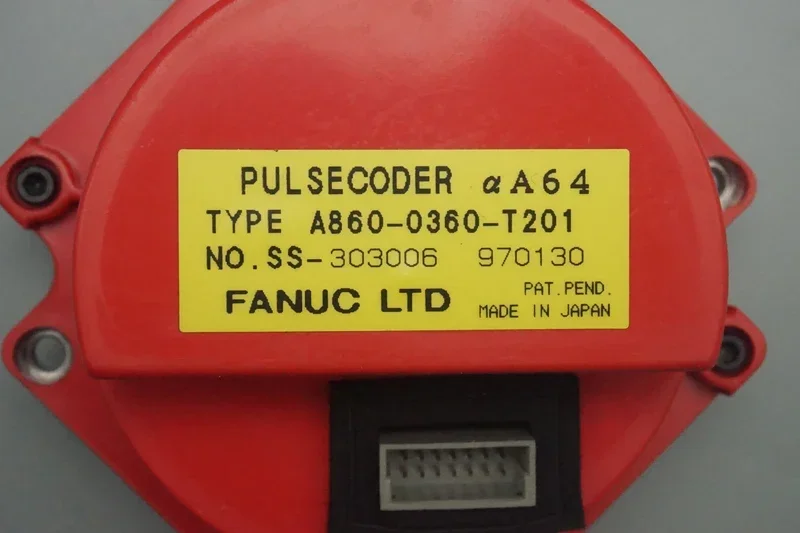 PULSECODER αA64
TYPE A860-0360-T201
NO.SS-303006 970130
FANUC LTD PAT.PEND.
MADE IN JAPAN